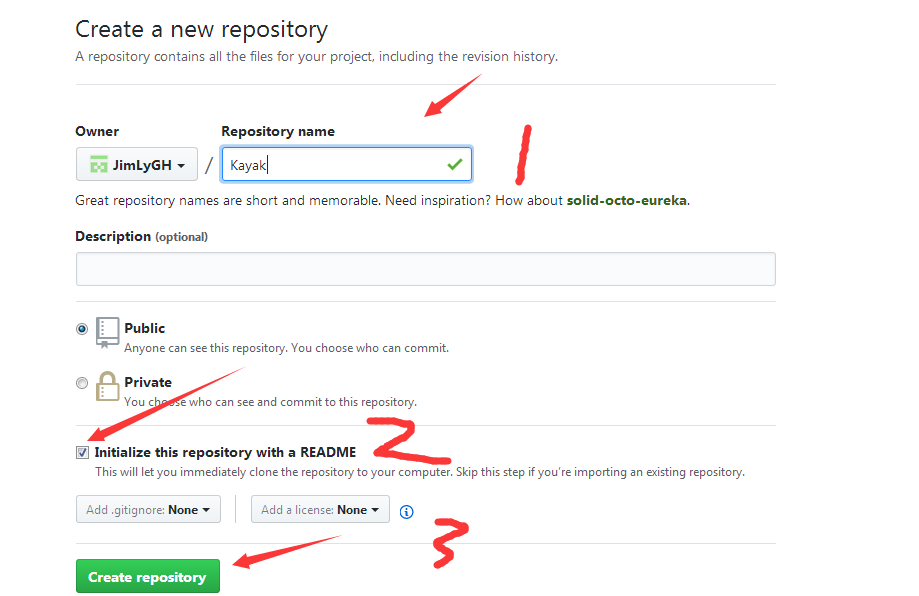 Create a new repository
A repository contains all the files for your project, including the revision history.
Owner Repository name
JimLyGH / Kayak
1
Great repository names are short and memorable. Need inspiration? How about solid-octo-eureka.
Description (optional)
Public
Anyone can see this repository. You choose who can commit.
Private
You choose who can see and commit to this repository.
2
Initialize this repository with a README
This will let you immediately clone the repository to your computer. Skip this step if you're importing an existing repository.
Add .gitignore: None Add a license: None
3
Create repository